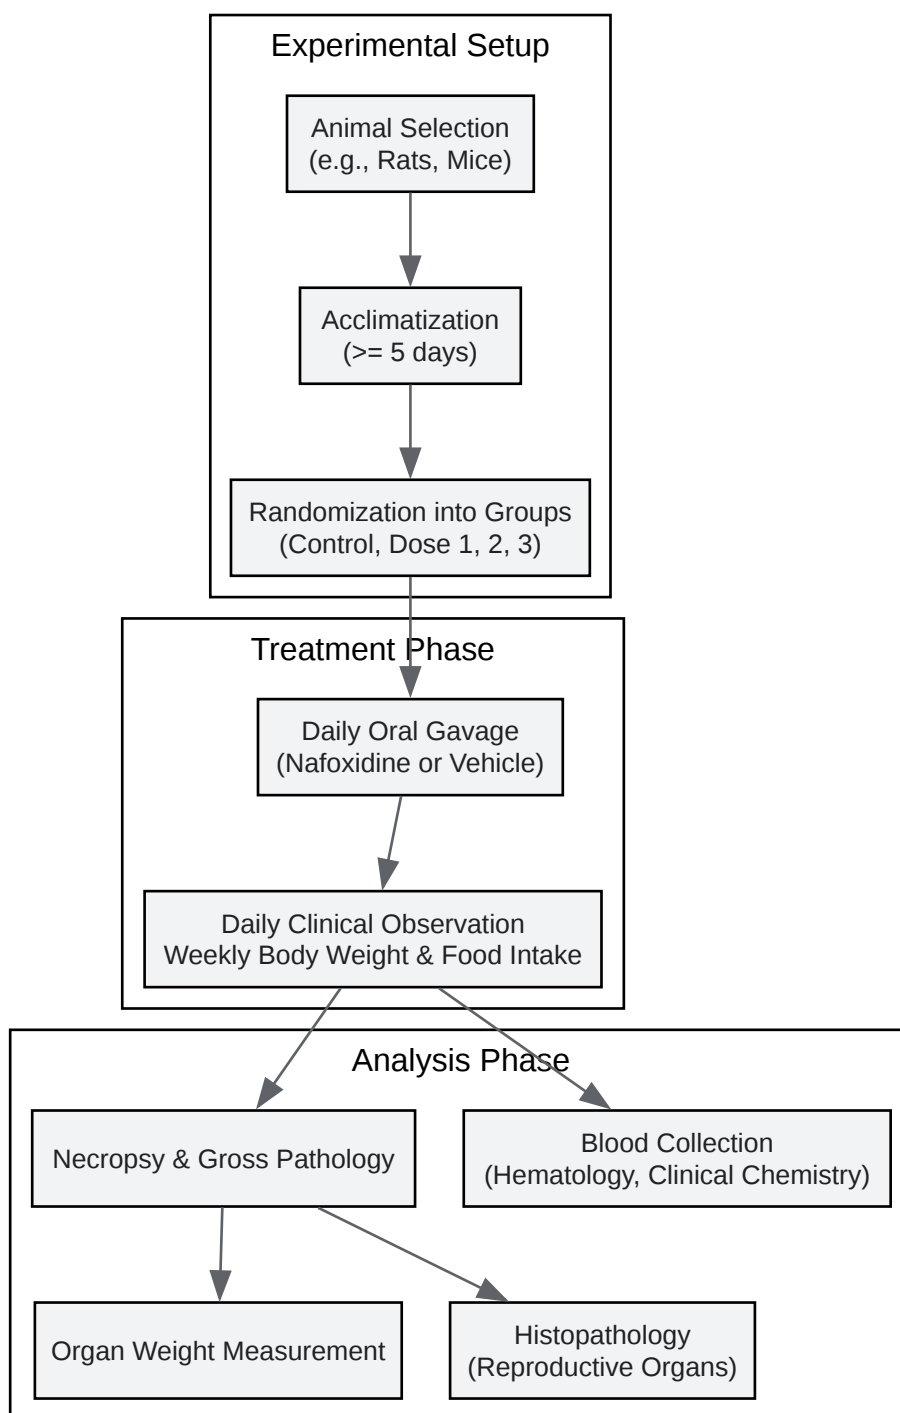 Experimental Setup
Animal Selection
(e.g., Rats, Mice)
Acclimatization
(>= 5 days)
Randomization into Groups
(Control, Dose 1, 2, 3)
Treatment Phase
Daily Oral Gavage
(Nafoxidine or Vehicle)
Daily Clinical Observation
Weekly Body Weight & Food Intake
Analysis Phase
Necropsy & Gross Pathology
Blood Collection
(Hematology, Clinical Chemistry)
Organ Weight Measurement
Histopathology
(Reproductive Organs)